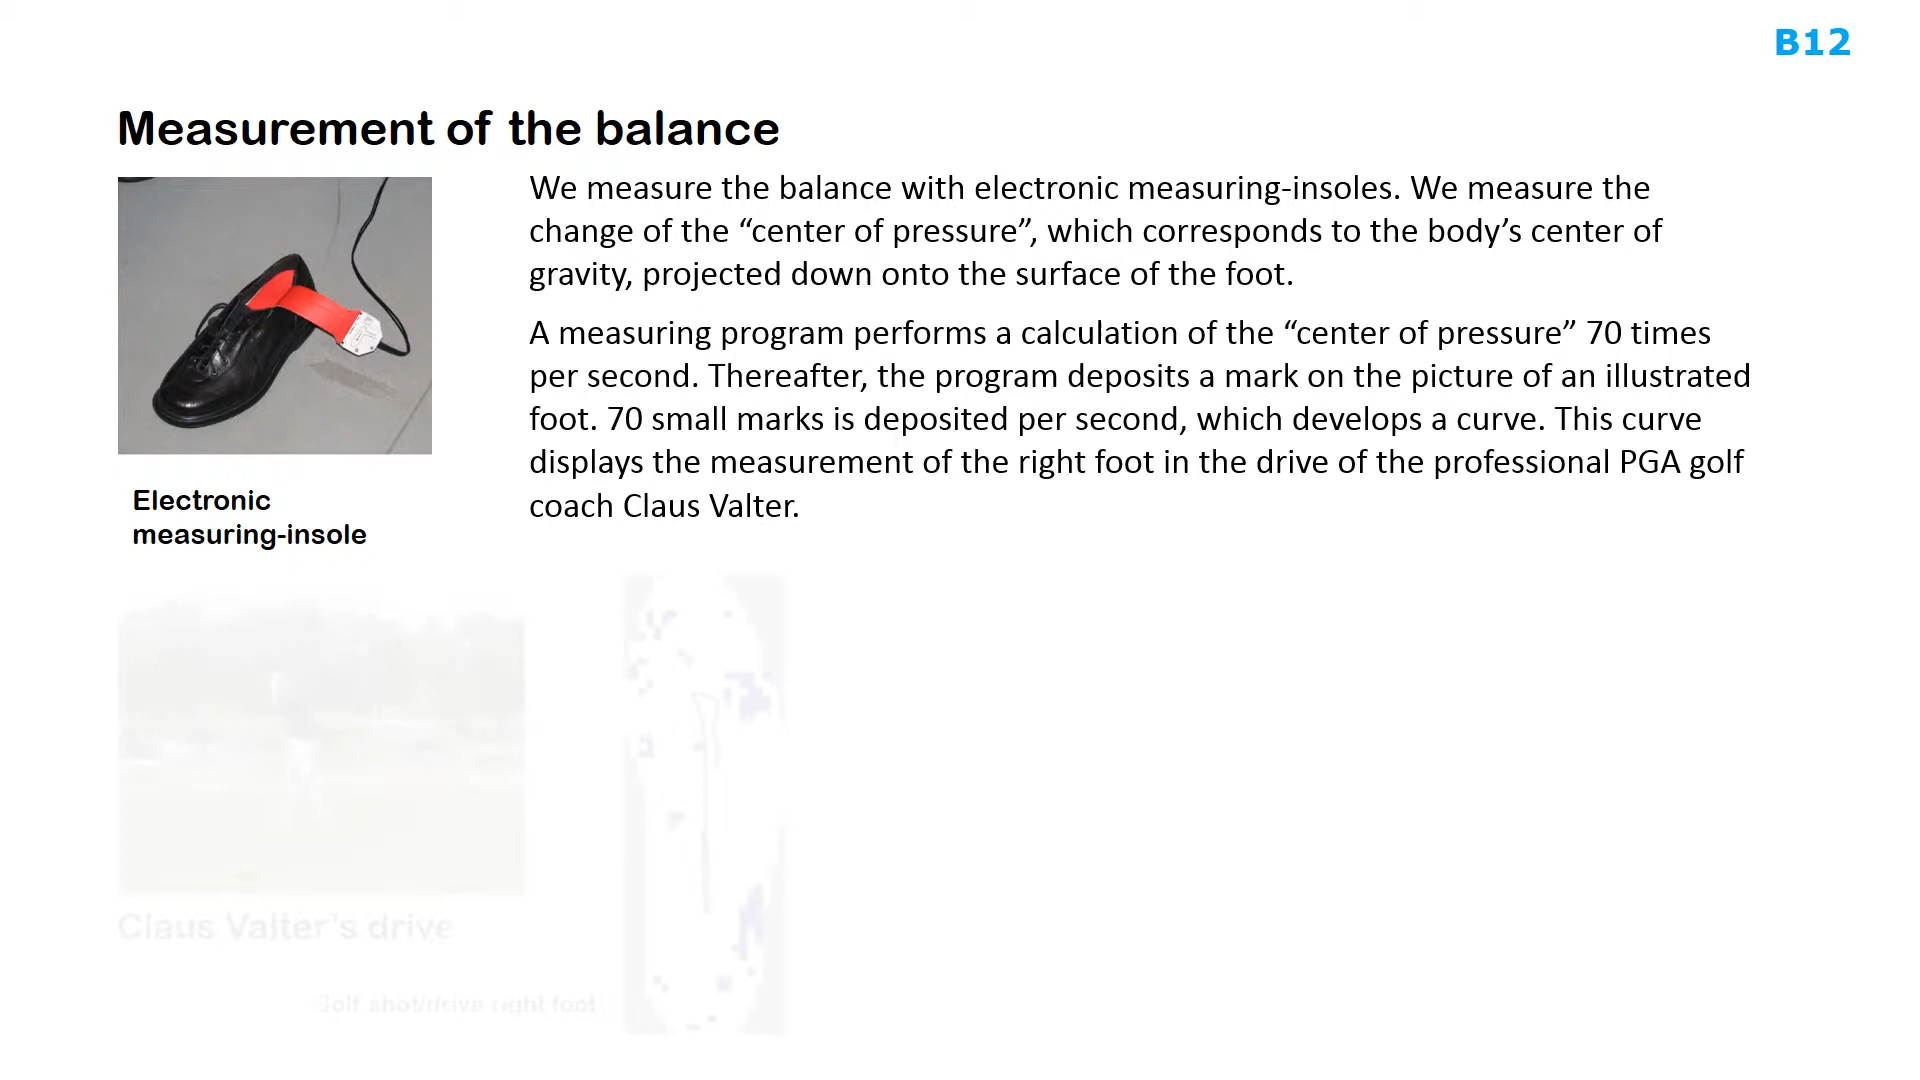 B12
Measurement of the balance
We measure the balance with electronic measuring-insoles. We measure the
change of the “center of pressure”, which corresponds to the body’s center of
gravity, projected down onto the surface of the foot.
A measuring program performs a calculation of the “center of pressure” 70 times
per second. Thereafter, the program deposits a mark on the picture of an illustrated
foot. 70 small marks is deposited per second, which develops a curve. This curve
displays the measurement of the right foot in the drive of the professional PGA golf
coach Claus Valter.
Electronic
measuring-insole
Claus Valter’s drive
Golf shot/drive right foot